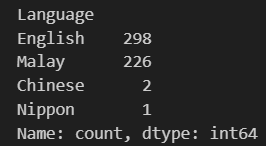 Language
English    298
Malay      226
Chinese      2
Nippon       1
Name: count, dtype: int64